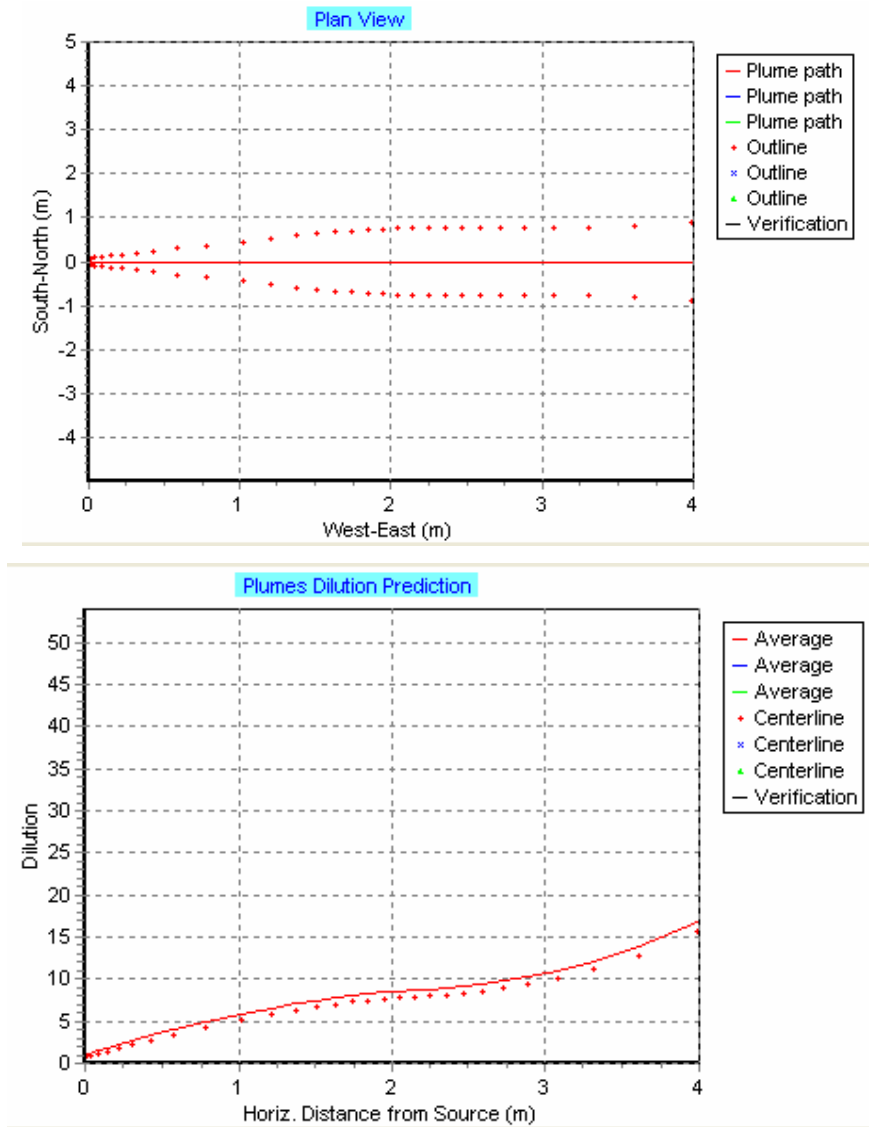 Plan View
5
4
3
2
1
0
-1
-2
-3
-4
South-North (m)
0 1 2 3 4
West-East (m)
Plume path
Plume path
Plume path
Outline
Outline
Outline
Verification
Plumes Dilution Prediction
50
45
40
35
30
25
20
15
10
5
0
Dilution
0 1 2 3 4
Horiz. Distance from Source (m)
Average
Average
Average
Centerline
Centerline
Centerline
Verification